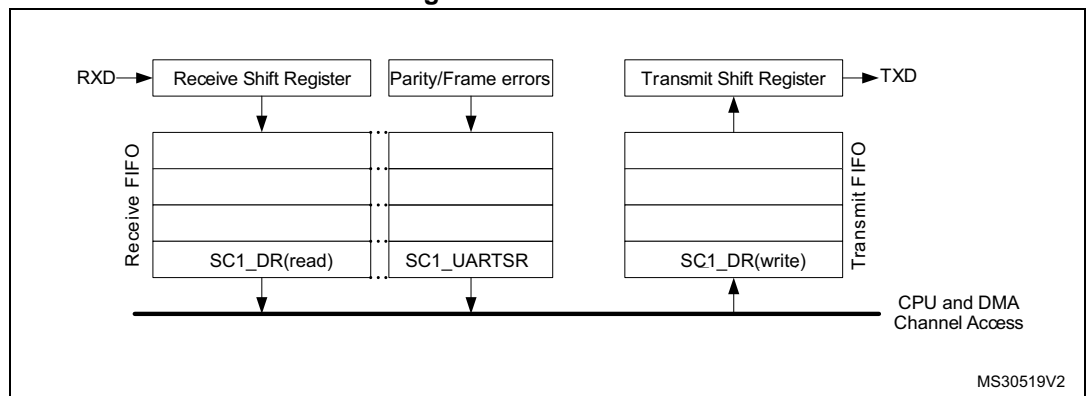 RXD
Receive Shift Register
Parity/Frame errors
Transmit Shift Register
TXD
Receive FIFO
Transmit FIFO
SC1_DR(read)
SC1_UARTSR
SC1_DR(write)
CPU and DMA
Channel Access
MS30519V2